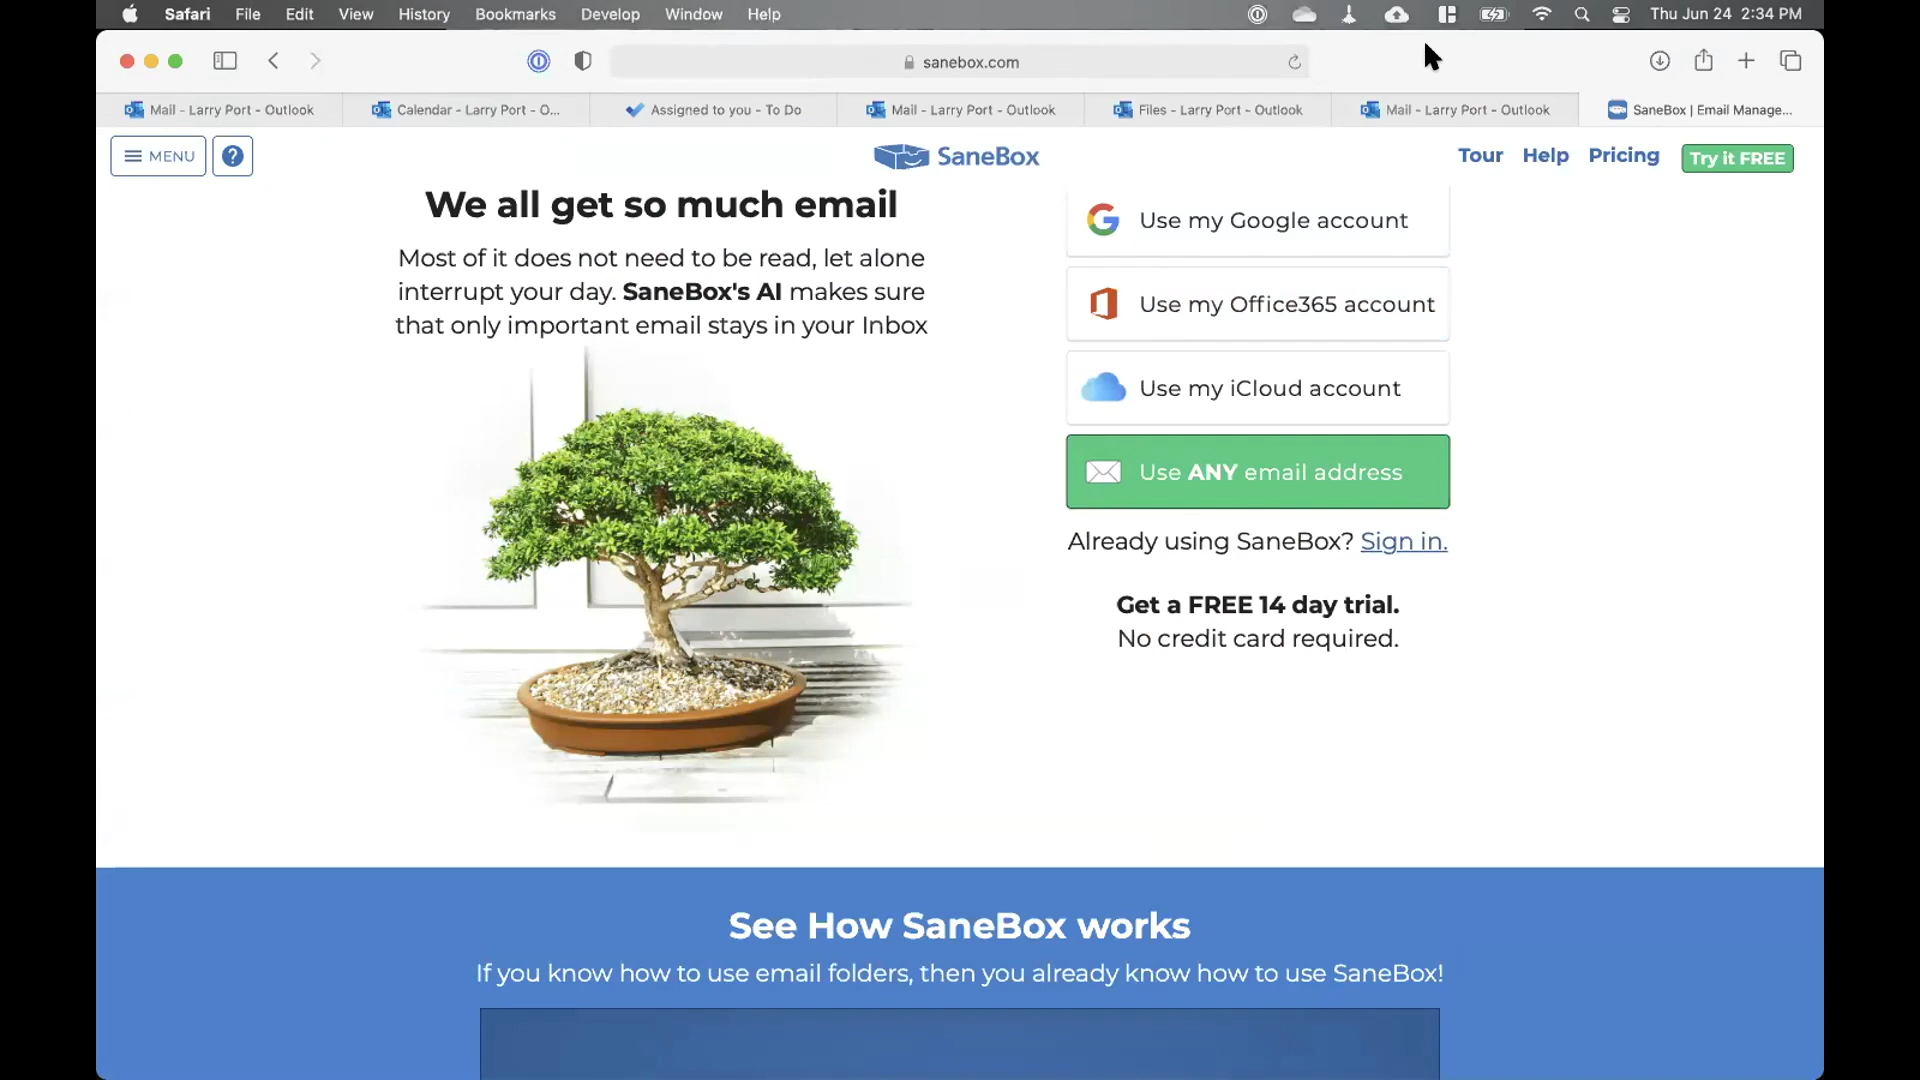 Safari File Edit View History Bookmarks Develop Window Help Thu Jun 24 2:34 PM
sanebox.com
Mail - Larry Port - Outlook
Calendar - Larry Port - O...
Assigned to you - To Do
Mail - Larry Port - Outlook
Files - Larry Port - Outlook
Mail - Larry Port - Outlook
SaneBox | Email Manage...
MENU ?
SaneBox
Tour Help Pricing Try it FREE
We all get so much email
Most of it does not need to be read, let alone
interrupt your day. SaneBox's AI makes sure
that only important email stays in your Inbox
Use my Google account
Use my Office365 account
Use my iCloud account
Use ANY email address
Already using SaneBox? Sign in.
Get a FREE 14 day trial.
No credit card required.
See How SaneBox works
If you know how to use email folders, then you already know how to use SaneBox!